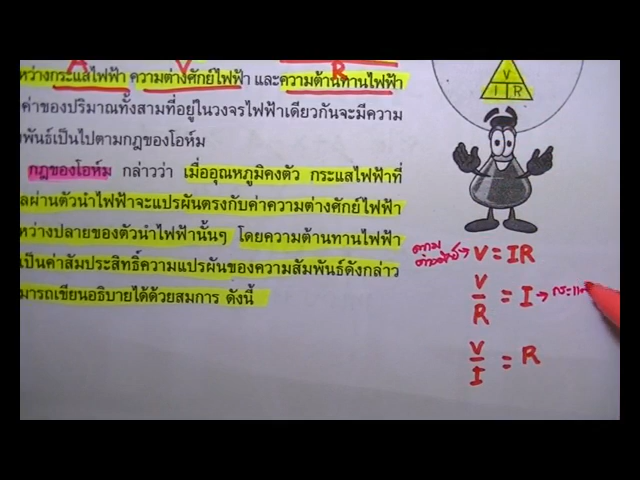 A V R
หว่างกระแสไฟฟ้า ความต่างศักย์ไฟฟ้า และความต้านทานไฟฟ้า
ค่าของปริมาณทั้งสามที่อยู่ในวงจรไฟฟ้าเดียวกันจะมีความ
พันธ์เป็นไปตามกฎของโอห์ม
กฎของโอห์ม กล่าวว่า เมื่ออุณหภูมิคงตัว กระแสไฟฟ้าที่
ลผ่านตัวนำไฟฟ้าจะแปรผันตรงกับค่าความต่างศักย์ไฟฟ้า
หว่างปลายของตัวนำไฟฟ้านั้นๆ โดยความต้านทานไฟฟ้า
เป็นค่าสัมประสิทธิ์ความแปรผันของความสัมพันธ์ดังกล่าว
มารถเขียนอธิบายได้ด้วยสมการ ดังนี้
V
I R
ความ
ต่างศักย์ → V = IR
V/R = I → กระแส
V/I = R